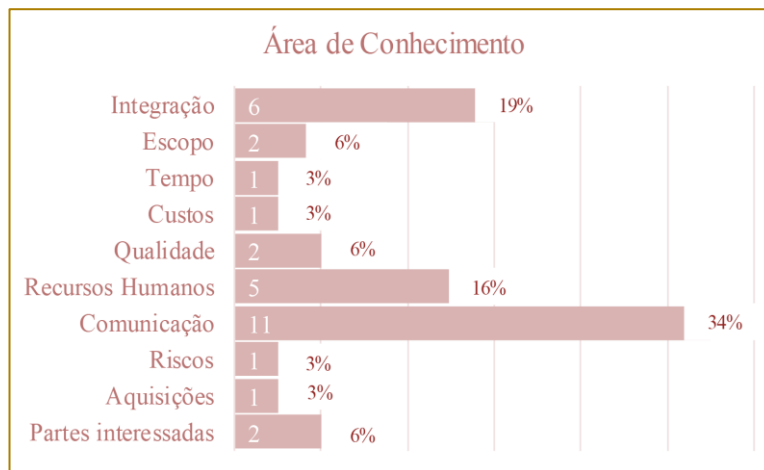 Área de Conhecimento
Integração 6 19%
Escopo 2 6%
Tempo 1 3%
Custos 1 3%
Qualidade 2 6%
Recursos Humanos 5 16%
Comunicação 11 34%
Riscos 1 3%
Aquisições 1 3%
Partes interessadas 2 6%